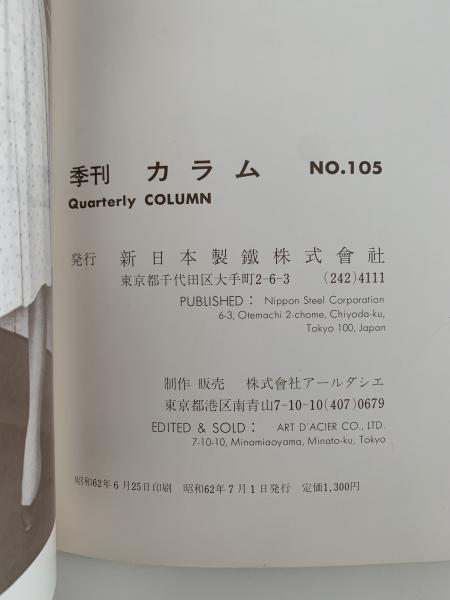 季刊 カラム NO.105
Quarterly COLUMN
発行 新日本製鐵株式會社
東京都千代田区大手町2-6-3 (242)4111
PUBLISHED: Nippon Steel Corporation
6-3, Otemachi 2-chome, Chiyoda-ku,
Tokyo 100, Japan
制作 販売 株式會社アールダシエ
東京都港区南青山7-10-10(407)0679
EDITED & SOLD: ART D'ACIER CO., LTD.
7-10-10, Minamiaoyama, Minato-ku, Tokyo
昭和62年6月25日印刷 昭和62年7月1日発行 定価1,300円